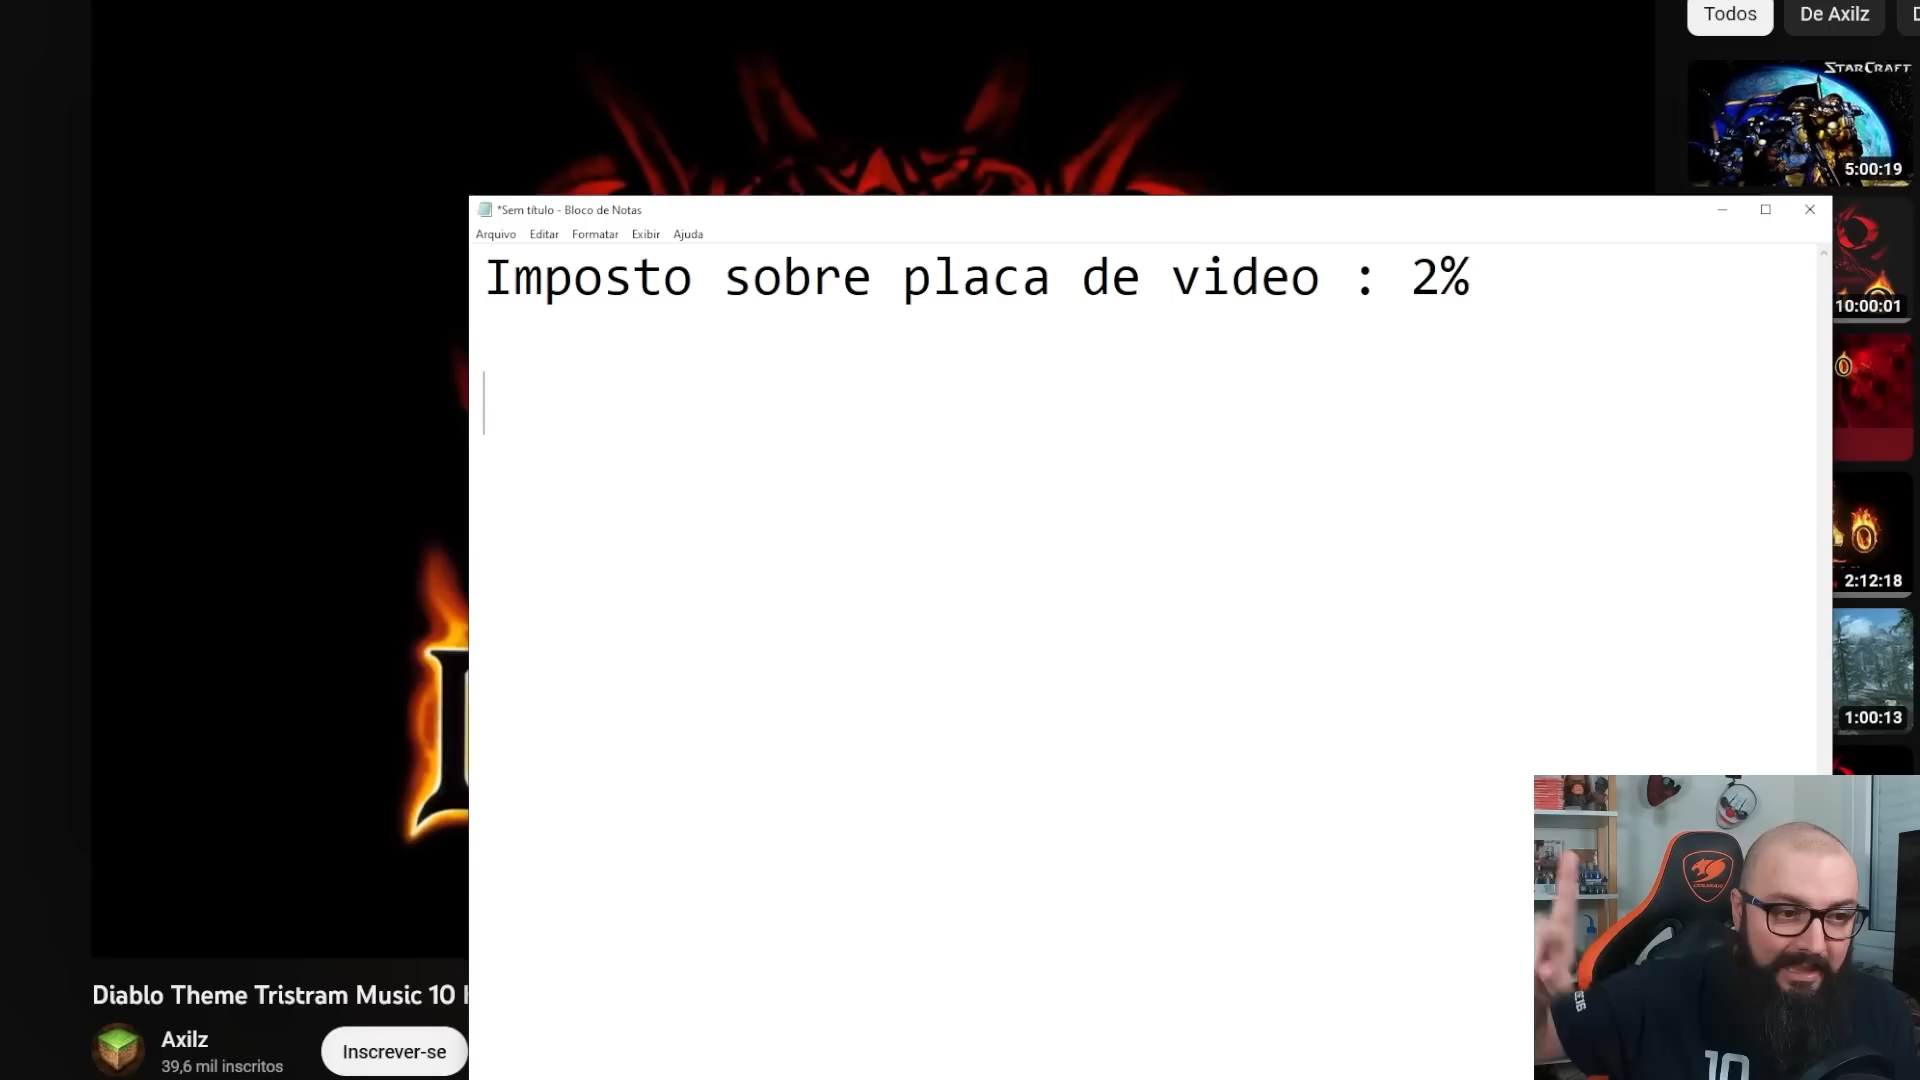 Todos
De Axilz
STARCRAFT
5:00:19
*Sem título - Bloco de Notas
Arquivo Editar Formatar Exibir Ajuda
Imposto sobre placa de video : 2%
10:00:01
2:12:18
1:00:13
COUGAR
10
Diablo Theme Tristram Music 10
Axilz
39,6 mil inscritos
Inscrever-se